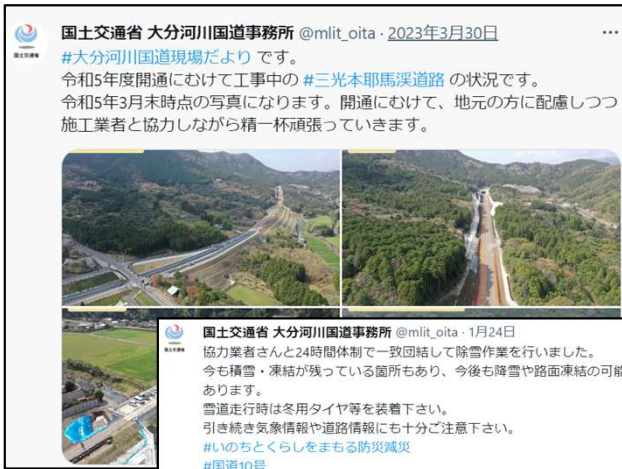 国土交通省 大分河川国道事務所 @mlit_oita · 2023年3月30日
#大分河川国道現場だより です。
令和5年度開通にむけて工事中の #三光本耶馬渓道路 の状況です。
令和5年3月末時点の写真になります。開通にむけて、地元の方に配慮しつつ
施工業者と協力しながら精一杯頑張っていきます。
国土交通省 大分河川国道事務所 @mlit_oita · 1月24日
協力業者さんと24時間体制で一致団結して除雪作業を行いました。
今も積雪・凍結が残っている箇所もあり、今後も降雪や路面凍結の可能
あります。
雪道走行時は冬用タイヤ等を装着下さい。
引き続き気象情報や道路情報にも十分ご注意下さい。
#いのちとくらしをまもる防災減災
#国道10号